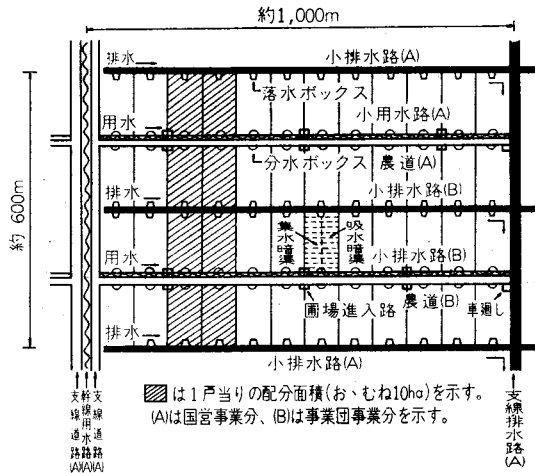 約1,000m
排水
小排水路(A)
落水ボックス
用水
小用水路(A)
分水ボックス
農道(A)
排水
小排水路(B)
約600m
集水暗渠
吸水暗渠
用水
小排水路(B)
農道(B)
圃場進入路
車廻し
排水
小排水路(A)
は1戸当りの配分面積(お、むね10ha)を示す。
(A)は国営事業分、(B)は事業団事業分を示す。
支線道路(A)
幹線用水路(A)
支線道路(A)
支線排水路(A)